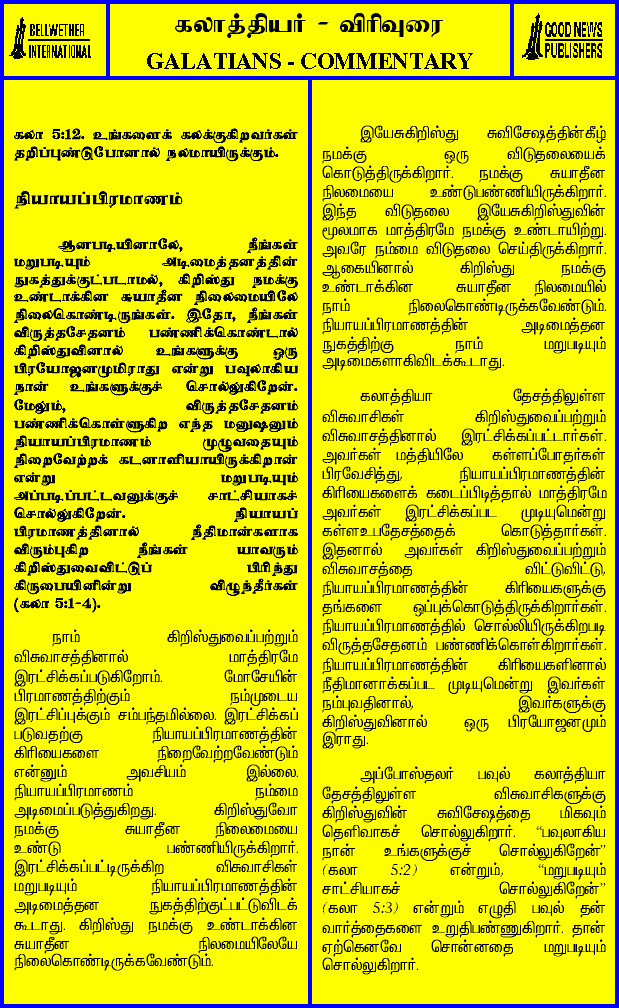 BELLWETHER
INTERNATIONAL
கலாத்தியர் - விரிவுரை
GALATIANS - COMMENTARY
GOOD NEWS
PUBLISHERS
கலா 5:12. உங்களைக் கலக்குகிறவர்கள்
தறிப்புண்டுபோனால் நலமாயிருக்கும்.
நியாயப்பிரமாணம்
ஆனபடியினாலே, நீங்கள்
மறுபடியும் அடிமைத்தனத்தின்
நுகத்துக்குட்படாமல், கிறிஸ்து நமக்கு
உண்டாக்கின சுயாதீன நிலைமையிலே
நிலைகொண்டிருங்கள். இதோ, நீங்கள்
விருத்தசேதனம் பண்ணிக்கொண்டால்
கிறிஸ்துவினால் உங்களுக்கு ஒரு
பிரயோஜனமுமிராது என்று பவுலாகிய
நான் உங்களுக்குச் சொல்லுகிறேன்.
மேலும், விருத்தசேதனம்
பண்ணிக்கொள்ளுகிற எந்த மனுஷனும்
நியாயப்பிரமாணம் முழுவதையும்
நிறைவேற்றக் கடனாளியாயிருக்கிறான்
என்று மறுபடியும்
அப்படிப்பட்டவனுக்குச் சாட்சியாகச்
சொல்லுகிறேன். நியாயப்
பிரமாணத்தினால் நீதிமான்களாக
விரும்புகிற நீங்கள் யாவரும்
கிறிஸ்துவைவிட்டுப் பிரிந்து
கிருபையினின்று விழுந்தீர்கள்
(கலா 5:1-4).
நாம் கிறிஸ்துவைப்பற்றும்
விசுவாசத்தினால் மாத்திரமே
இரட்சிக்கப்படுகிறோம். மோசேயின்
பிரமாணத்திற்கும் நம்முடைய
இரட்சிப்புக்கும் சம்பந்தமில்லை. இரட்சிக்கப்
படுவதற்கு நியாயப்பிரமாணத்தின்
கிரியைகளை நிறைவேற்றவேண்டும்
என்னும் அவசியம் இல்லை.
நியாயப்பிரமாணம் நம்மை
அடிமைப்படுத்துகிறது. கிறிஸ்துவோ
நமக்கு சுயாதீன நிலைமையை
உண்டு பண்ணியிருக்கிறார்.
இரட்சிக்கப்பட்டிருக்கிற விசுவாசிகள்
மறுபடியும் நியாயப்பிரமாணத்தின்
அடிமைத்தன நுகத்திற்குட்பட்டுவிடக்
கூடாது. கிறிஸ்து நமக்கு உண்டாக்கின
சுயாதீன நிலமையிலேயே
நிலைகொண்டிருக்கவேண்டும்.
இயேசுகிறிஸ்து சுவிசேஷத்தின்கீழ்
நமக்கு ஒரு விடுதலையைக்
கொடுத்திருக்கிறார். நமக்கு சுயாதீன
நிலமையை உண்டுபண்ணியிருக்கிறார்.
இந்த விடுதலை இயேசுகிறிஸ்துவின்
மூலமாக மாத்திரமே நமக்கு உண்டாயிற்று.
அவரே நம்மை விடுதலை செய்திருக்கிறார்.
ஆகையினால் கிறிஸ்து நமக்கு
உண்டாக்கின சுயாதீன நிலமையில்
நாம் நிலைகொண்டிருக்கவேண்டும்.
நியாயப்பிரமாணத்தின் அடிமைத்தன
நுகத்திற்கு நாம் மறுபடியும்
அடிமைகளாகிவிடக்கூடாது.
கலாத்தியா தேசத்திலுள்ள
விசுவாசிகள் கிறிஸ்துவைப்பற்றும்
விசுவாசத்தினால் இரட்சிக்கப்பட்டார்கள்.
அவர்கள் மத்தியிலே கள்ளப்போதர்கள்
பிரவேசித்து, நியாயப்பிரமாணத்தின்
கிரியைகளைக் கடைப்பிடித்தால் மாத்திரமே
அவர்கள் இரட்சிக்கப்பட முடியுமென்று
கள்ளஉபதேசத்தைக் கொடுத்தார்கள்.
இதனால் அவர்கள் கிறிஸ்துவைப்பற்றும்
விசுவாசத்தை விட்டுவிட்டு,
நியாயப்பிரமாணத்தின் கிரியைகளுக்கு
தங்களை ஒப்புக்கொடுத்திருக்கிறார்கள்.
நியாயப்பிரமாணத்தில் சொல்லியிருக்கிறபடி
விருத்தசேதனம் பண்ணிக்கொள்கிறார்கள்.
நியாயப்பிரமாணத்தின் கிரியைகளினால்
நீதிமானாக்கப்பட முடியுமென்று இவர்கள்
நம்புவதினால், இவர்களுக்கு
கிறிஸ்துவினால் ஒரு பிரயோஜனமும்
இராது.
அப்போஸ்தலர் பவுல் கலாத்தியா
தேசத்திலுள்ள விசுவாசிகளுக்கு
கிறிஸ்துவின் சுவிசேஷத்தை மிகவும்
தெளிவாகச் சொல்லுகிறார். “பவுலாகிய
நான் உங்களுக்குச் சொல்லுகிறேன்”
(கலா 5:2) என்றும், “மறுபடியும்
சாட்சியாகச் சொல்லுகிறேன்”
(கலா 5:3) என்றும் எழுதி பவுல் தன்
வார்த்தைகளை உறுதிபண்ணுகிறார். தான்
ஏற்கெனவே சொன்னதை மறுபடியும்
சொல்லுகிறார்.